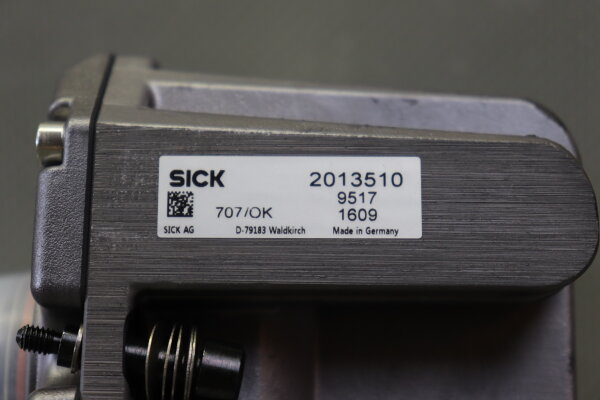 SICK 2013510
9517
707/OK 1609
SICK AG D-79183 Waldkirch Made in Germany